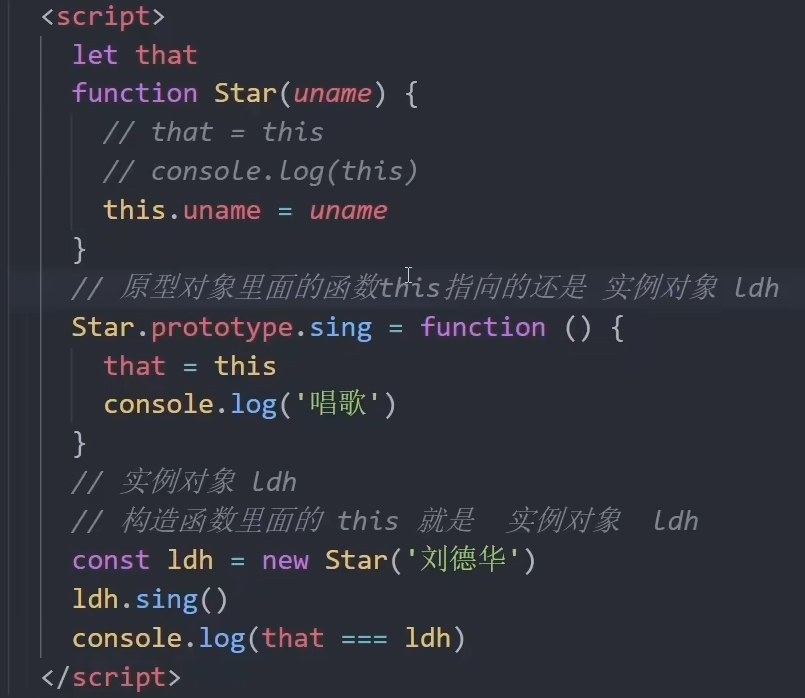 <script>
let that
function Star(uname) {
// that = this
// console.log(this)
this.uname = uname
}
// 原型对象里面的函数this指向的还是 实例对象 ldh
Star.prototype.sing = function () {
that = this
console.log('唱歌')
}
// 实例对象 ldh
// 构造函数里面的 this 就是 实例对象 ldh
const ldh = new Star('刘德华')
ldh.sing()
console.log(that === ldh)
</script>